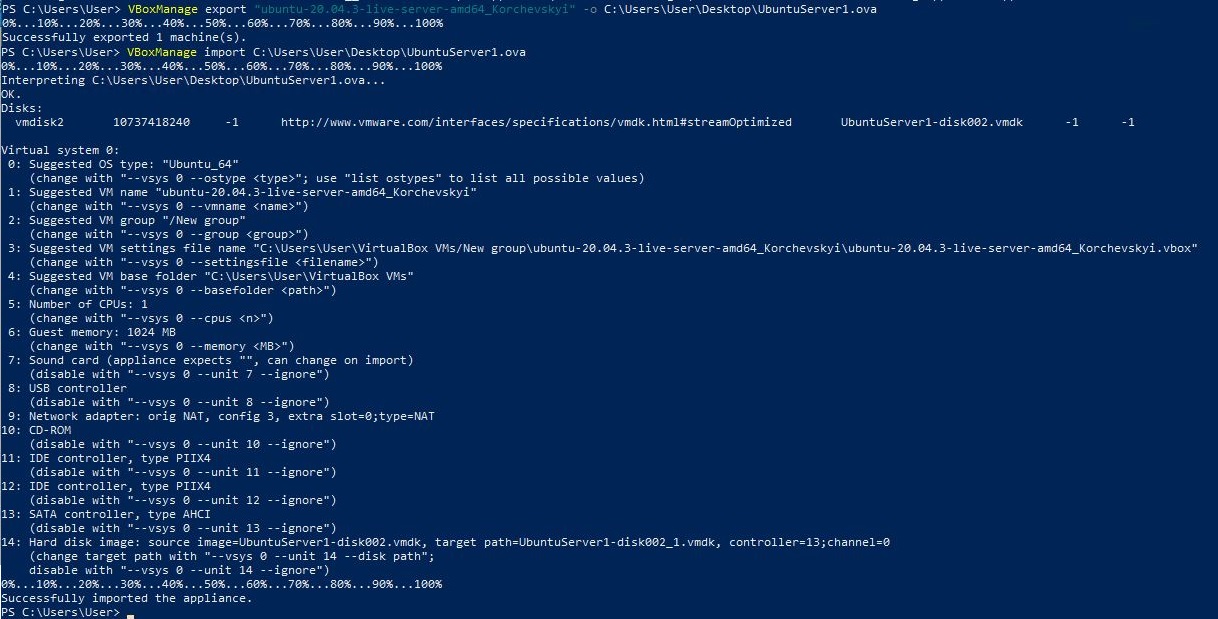 PS C:\Users\User> VBoxManage export "ubuntu-20.04.3-live-server-amd64_Korchevskyi" -o C:\Users\User\Desktop\UbuntuServer1.ova
0%...10%...20%...30%...40%...50%...60%...70%...80%...90%...100%
Successfully exported 1 machine(s).
PS C:\Users\User> VBoxManage import C:\Users\User\Desktop\UbuntuServer1.ova
0%...10%...20%...30%...40%...50%...60%...70%...80%...90%...100%
Interpreting C:\Users\User\Desktop\UbuntuServer1.ova...
OK.
Disks:
  vmdisk2       10737418240     -1      http://www.vmware.com/interfaces/specifications/vmdk.html#streamOptimized       UbuntuServer1-disk002.vmdk      -1      -1
Virtual system 0:
 0: Suggested OS type: "Ubuntu_64"
    (change with "--vsys 0 --ostype <type>"; use "list ostypes" to list all possible values)
 1: Suggested VM name "ubuntu-20.04.3-live-server-amd64_Korchevskyi"
    (change with "--vsys 0 --vmname <name>")
 2: Suggested VM group "/New group"
    (change with "--vsys 0 --group <group>")
 3: Suggested VM settings file name "C:\Users\User\VirtualBox VMs/New group\ubuntu-20.04.3-live-server-amd64_Korchevskyi\ubuntu-20.04.3-live-server-amd64_Korchevskyi.vbox"
    (change with "--vsys 0 --settingsfile <filename>")
 4: Suggested VM base folder "C:\Users\User\VirtualBox VMs"
    (change with "--vsys 0 --basefolder <path>")
 5: Number of CPUs: 1
    (change with "--vsys 0 --cpus <n>")
 6: Guest memory: 1024 MB
    (change with "--vsys 0 --memory <MB>")
 7: Sound card (appliance expects "", can change on import)
    (disable with "--vsys 0 --unit 7 --ignore")
 8: USB controller
    (disable with "--vsys 0 --unit 8 --ignore")
 9: Network adapter: orig NAT, config 3, extra slot=0;type=NAT
10: CD-ROM
    (disable with "--vsys 0 --unit 10 --ignore")
11: IDE controller, type PIIX4
    (disable with "--vsys 0 --unit 11 --ignore")
12: IDE controller, type PIIX4
    (disable with "--vsys 0 --unit 12 --ignore")
13: SATA controller, type AHCI
    (disable with "--vsys 0 --unit 13 --ignore")
14: Hard disk image: source image=UbuntuServer1-disk002.vmdk, target path=UbuntuServer1-disk002_1.vmdk, controller=13;channel=0
    (change target path with "--vsys 0 --unit 14 --disk path";
    disable with "--vsys 0 --unit 14 --ignore")
0%...10%...20%...30%...40%...50%...60%...70%...80%...90%...100%
Successfully imported the appliance.
PS C:\Users\User>